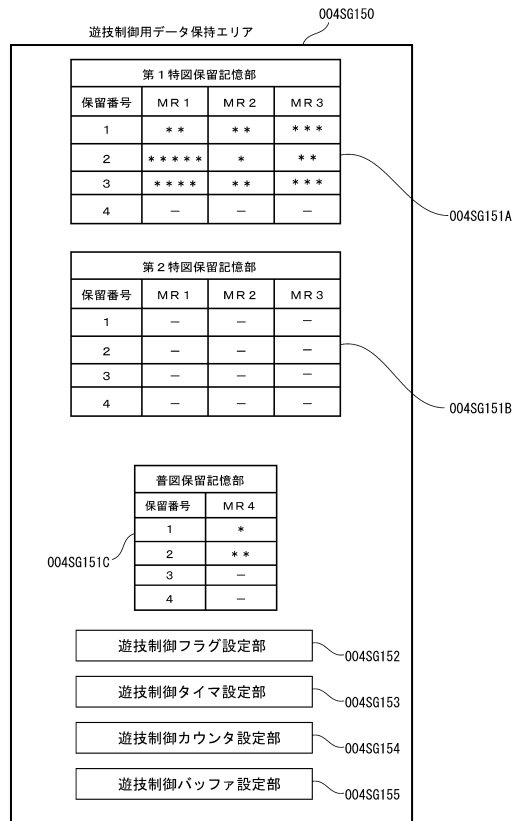 004SG150
遊技制御用データ保持エリア
第１特図保留記憶部
保留番号 ＭＲ１ ＭＲ２ ＭＲ３
1 ** ** ***
2 ***** * **
3 **** ** ***
4 － － －
004SG151A
第２特図保留記憶部
保留番号 ＭＲ１ ＭＲ２ ＭＲ３
1 － － －
2 － － －
3 － － －
4 － － －
004SG151B
普図保留記憶部
保留番号 ＭＲ４
1 *
2 **
3 －
4 －
004SG151C
遊技制御フラグ設定部
004SG152
遊技制御タイマ設定部
004SG153
遊技制御カウンタ設定部
004SG154
遊技制御バッファ設定部
004SG155